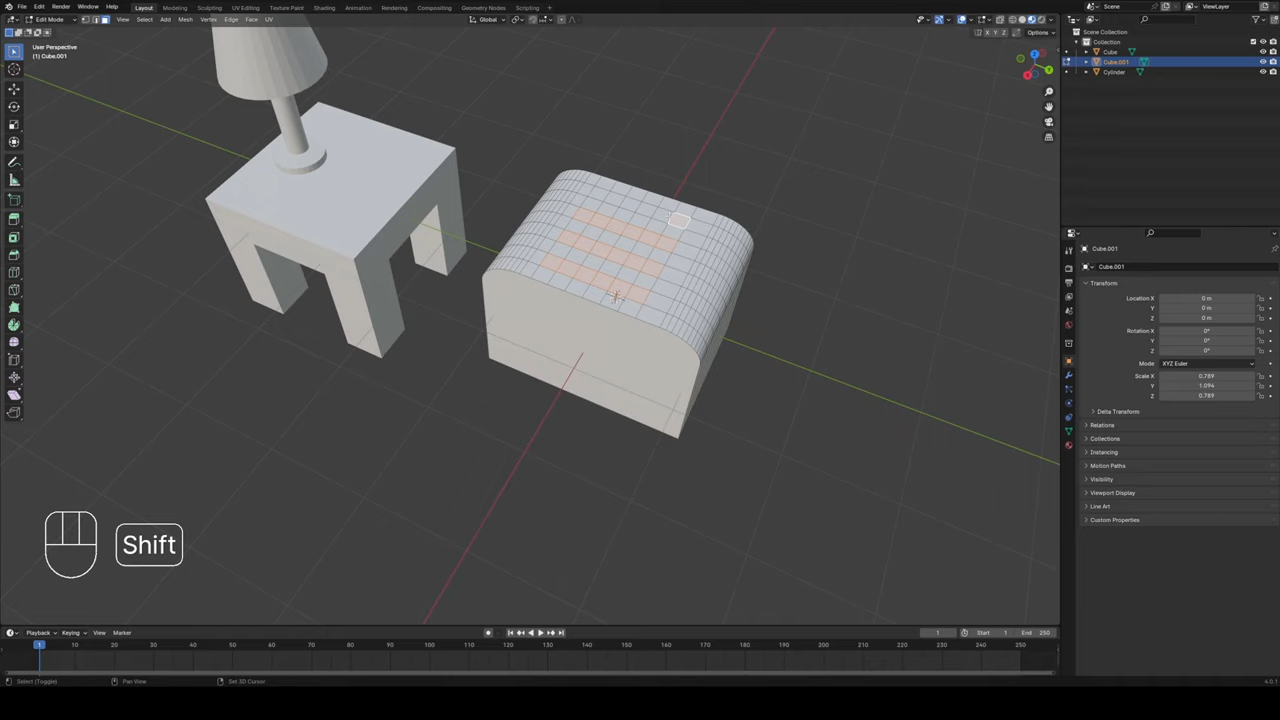 File Edit Render Window Help Layout Modeling Sculpting UV Editing Texture Paint Shading Animation Rendering Compositing Geometry Nodes Scripting Scene ViewLayer
Edit Mode View Select Add Mesh Vertex Edge Face UV Global
X Y Z Options
User Perspective
(1) Cube.001
Scene Collection
Collection
Cube
Cube.001
Cylinder
Cube.001
Cube.001
Transform
Location X 0 m
Y 0 m
Z 0 m
Rotation X 0°
Y 0°
Z 0°
Mode XYZ Euler
Scale X 0.789
Y 1.094
Z 0.789
Delta Transform
Relations
Collections
Instancing
Motion Paths
Visibility
Viewport Display
Line Art
Custom Properties
Shift
Playback Keying View Marker 1 Start 1 End 250
1 10 20 30 40 50 60 70 80 90 100 110 120 130 140 150 160 170 180 190 200 210 220 230 240 250
Select (Toggle) Pan View Set 3D Cursor 4.0.1